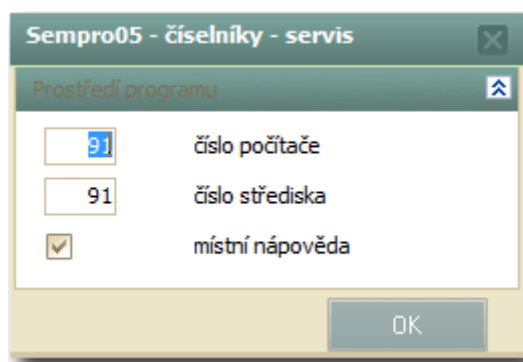 Sempro05 - číselníky - servis
Prostředí programu
91 číslo počítače
91 číslo střediska
místní nápověda
OK